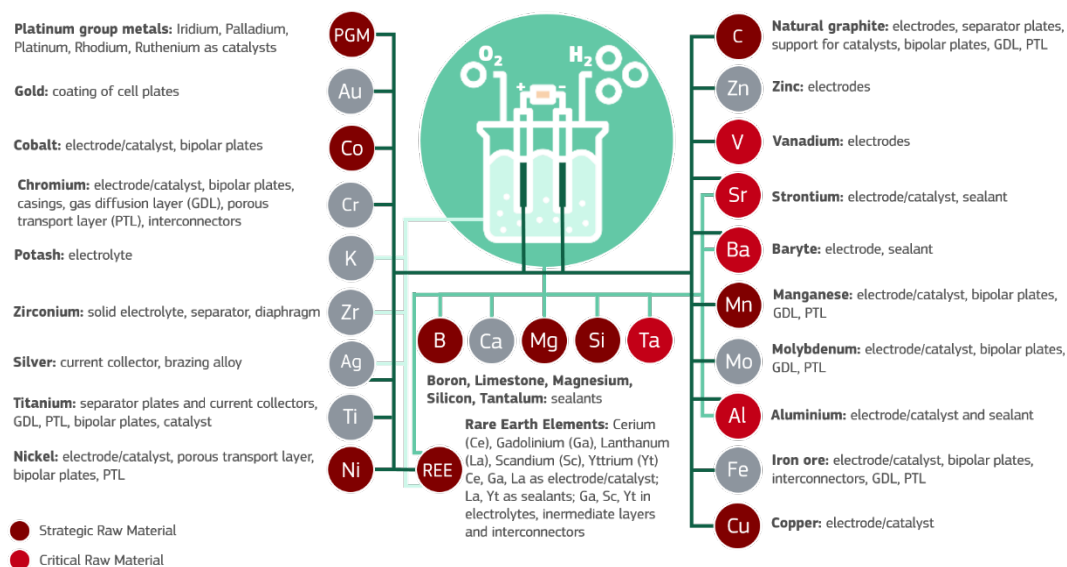 Platinum group metals: Iridium, Palladium,
Platinum, Rhodium, Ruthenium as catalysts
PGM
Gold: coating of cell plates
Au
Cobalt: electrode/catalyst, bipolar plates
Co
Chromium: electrode/catalyst, bipolar plates,
casings, gas diffusion layer (GDL), porous
transport layer (PTL), interconnectors
Cr
Potash: electrolyte
K
Zirconium: solid electrolyte, separator, diaphragm
Zr
Silver: current collector, brazing alloy
Ag
Titanium: separator plates and current collectors,
GDL, PTL, bipolar plates, catalyst
Ti
Nickel: electrode/catalyst, porous transport layer,
bipolar plates, PTL
Ni
Strategic Raw Material
Critical Raw Material
O₂
H₂
+ −
B
Ca
Mg
Si
Ta
Boron, Limestone, Magnesium,
Silicon, Tantalum: sealants
REE
Rare Earth Elements: Cerium
(Ce), Gadolinium (Ga), Lanthanum
(La), Scandium (Sc), Yttrium (Yt)
Ce, Ga, La as electrode/catalyst;
La, Yt as sealants; Ga, Sc, Yt in
electrolytes, inermediate layers
and interconnectors
C
Natural graphite: electrodes, separator plates,
support for catalysts, bipolar plates, GDL, PTL
Zn
Zinc: electrodes
V
Vanadium: electrodes
Sr
Strontium: electrode/catalyst, sealant
Ba
Baryte: electrode, sealant
Mn
Manganese: electrode/catalyst, bipolar plates,
GDL, PTL
Mo
Molybdenum: electrode/catalyst, bipolar plates,
GDL, PTL
Al
Aluminium: electrode/catalyst and sealant
Fe
Iron ore: electrode/catalyst, bipolar plates,
interconnectors, GDL, PTL
Cu
Copper: electrode/catalyst